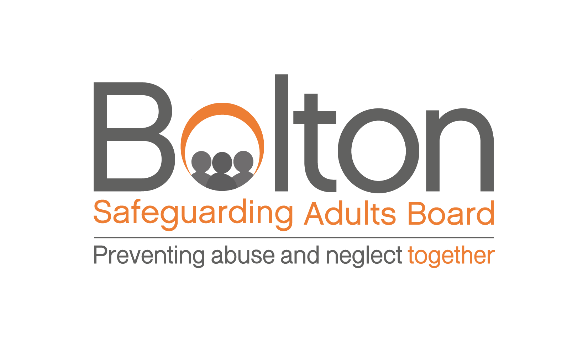 Bolton
Safeguarding Adults Board
Preventing abuse and neglect together